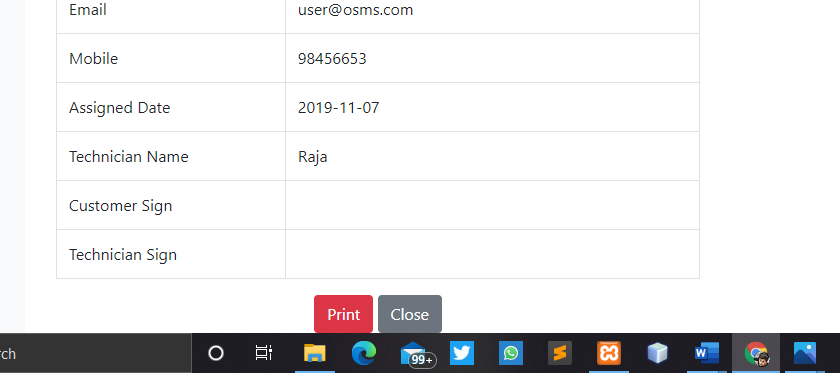 Email user@osms.com
Mobile 98456653
Assigned Date 2019-11-07
Technician Name Raja
Customer Sign
Technician Sign
Print Close
rch
99+